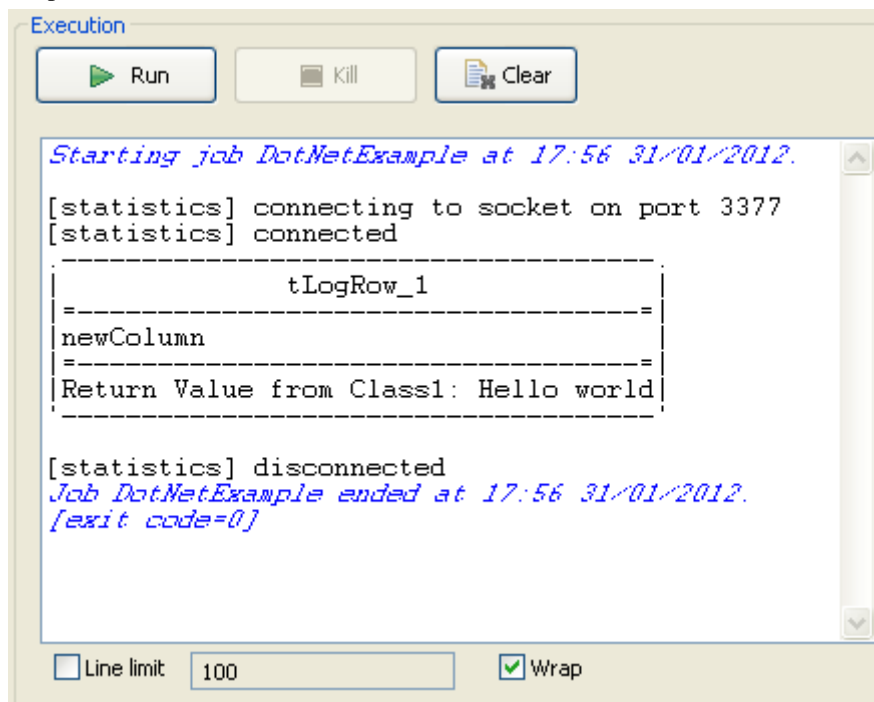 Execution
Run Kill Clear
Starting job DotNetExample at 17:56 31/01/2012.
[statistics] connecting to socket on port 3377
[statistics] connected
.-------------------------------------.
| tLogRow_1 |
|=-----------------------------------=|
|newColumn |
|=-----------------------------------=|
|Return Value from Class1: Hello world|
'-------------------------------------'
[statistics] disconnected
Job DotNetExample ended at 17:56 31/01/2012.
[exit code=0]
Line limit 100 Wrap